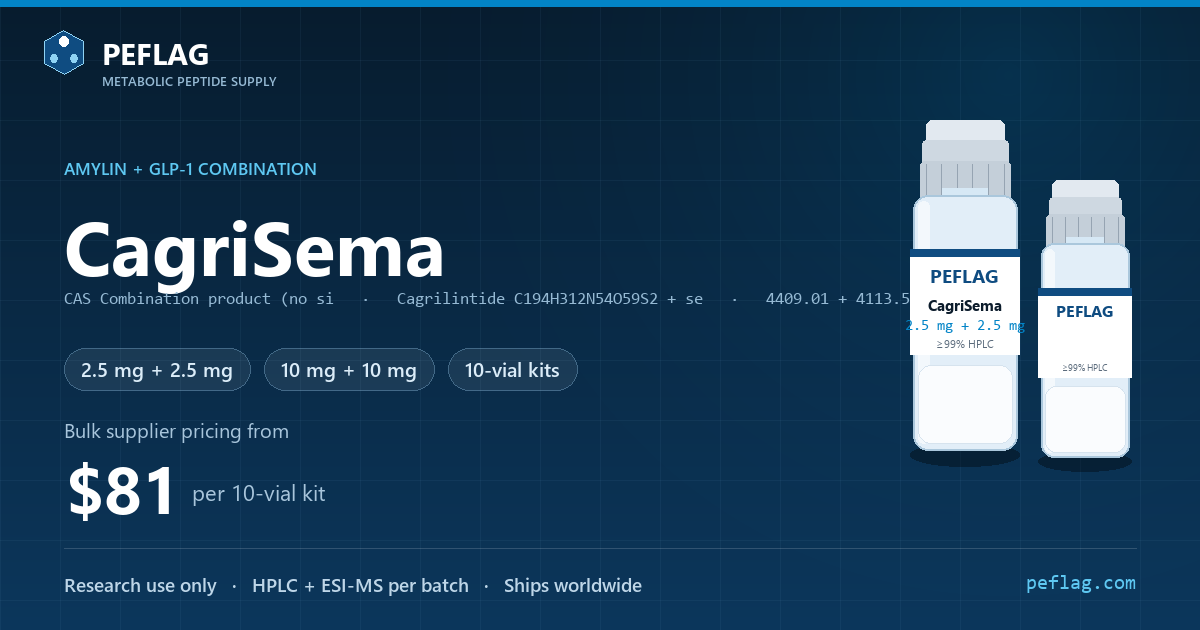 PEFLAG
METABOLIC PEPTIDE SUPPLY
AMYLIN + GLP-1 COMBINATION
CagriSema
CAS Combination product (no si · Cagrilintide C194H312N54O59S2 + se · 4409.01 + 4113.5
2.5 mg + 2.5 mg
10 mg + 10 mg
10-vial kits
Bulk supplier pricing from
$81 per 10-vial kit
PEFLAG
CagriSema
2.5 mg + 2.5 mg
≥99% HPLC
PEFLAG
≥99% HPLC
Research use only · HPLC + ESI-MS per batch · Ships worldwide
peflag.com